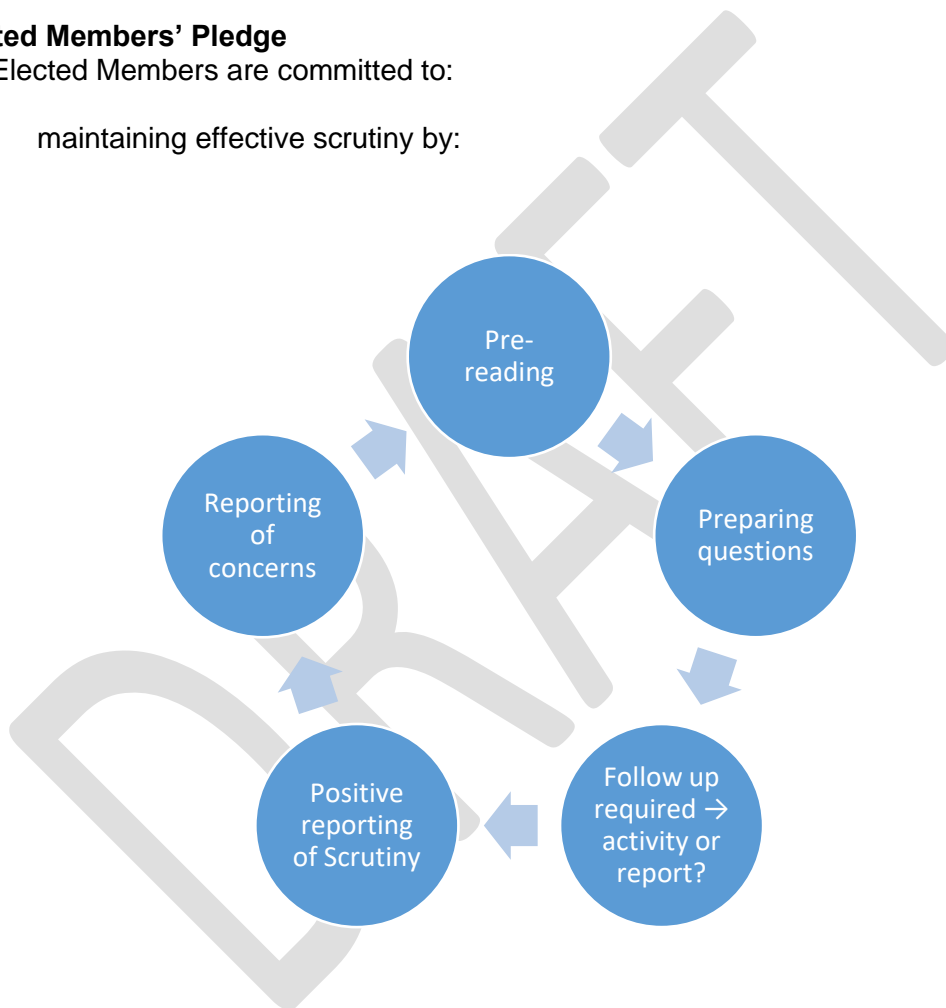 ted Members’ Pledge
Elected Members are committed to:
maintaining effective scrutiny by:
Pre-
reading
Preparing
questions
Follow up
required →
activity or
report?
Positive
reporting
of Scrutiny
Reporting
of
concerns
DRAFT